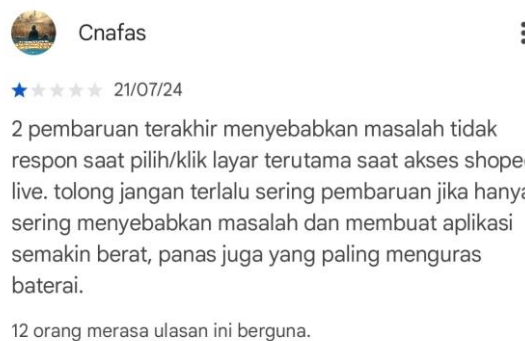 Cnafas
21/07/24
2 pembaruan terakhir menyebabkan masalah tidak
respon saat pilih/klik layar terutama saat akses shopee
live. tolong jangan terlalu sering pembaruan jika hanya
sering menyebabkan masalah dan membuat aplikasi
semakin berat, panas juga yang paling menguras
baterai.
12 orang merasa ulasan ini berguna.